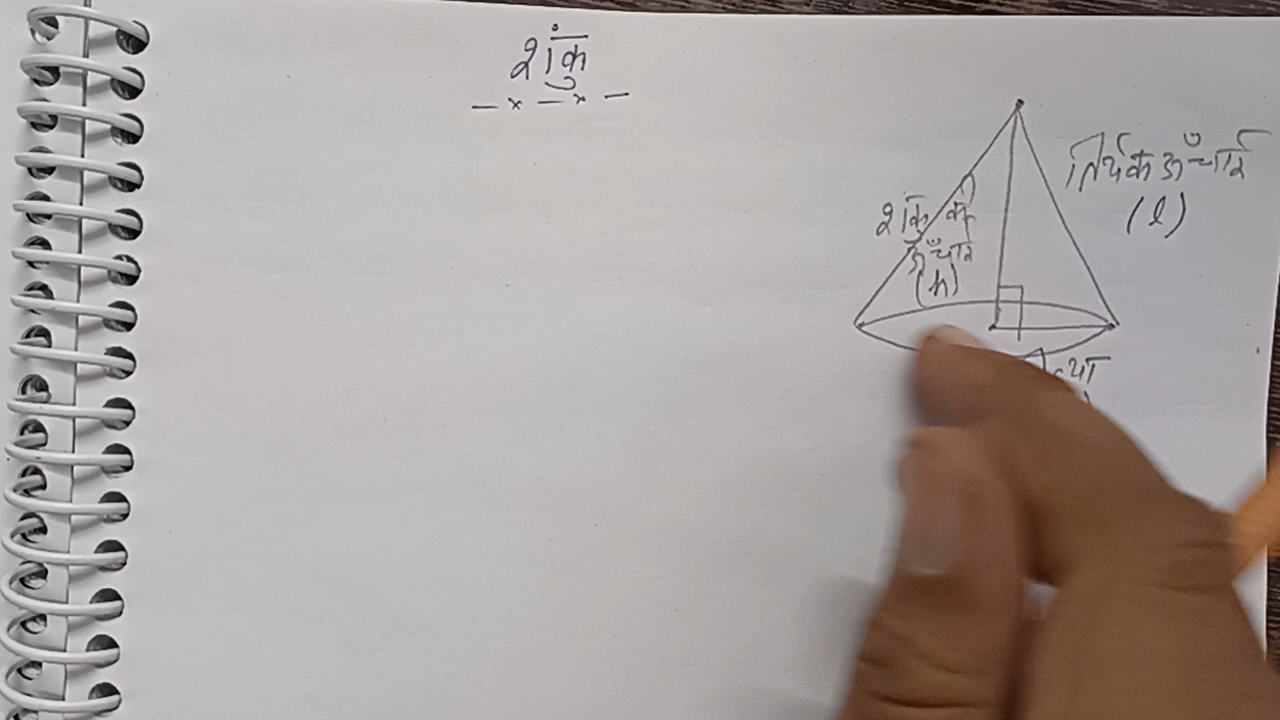 शंकु
तिर्यक ऊँचाई
(l)
शंकु की
ऊँचाई
(h)